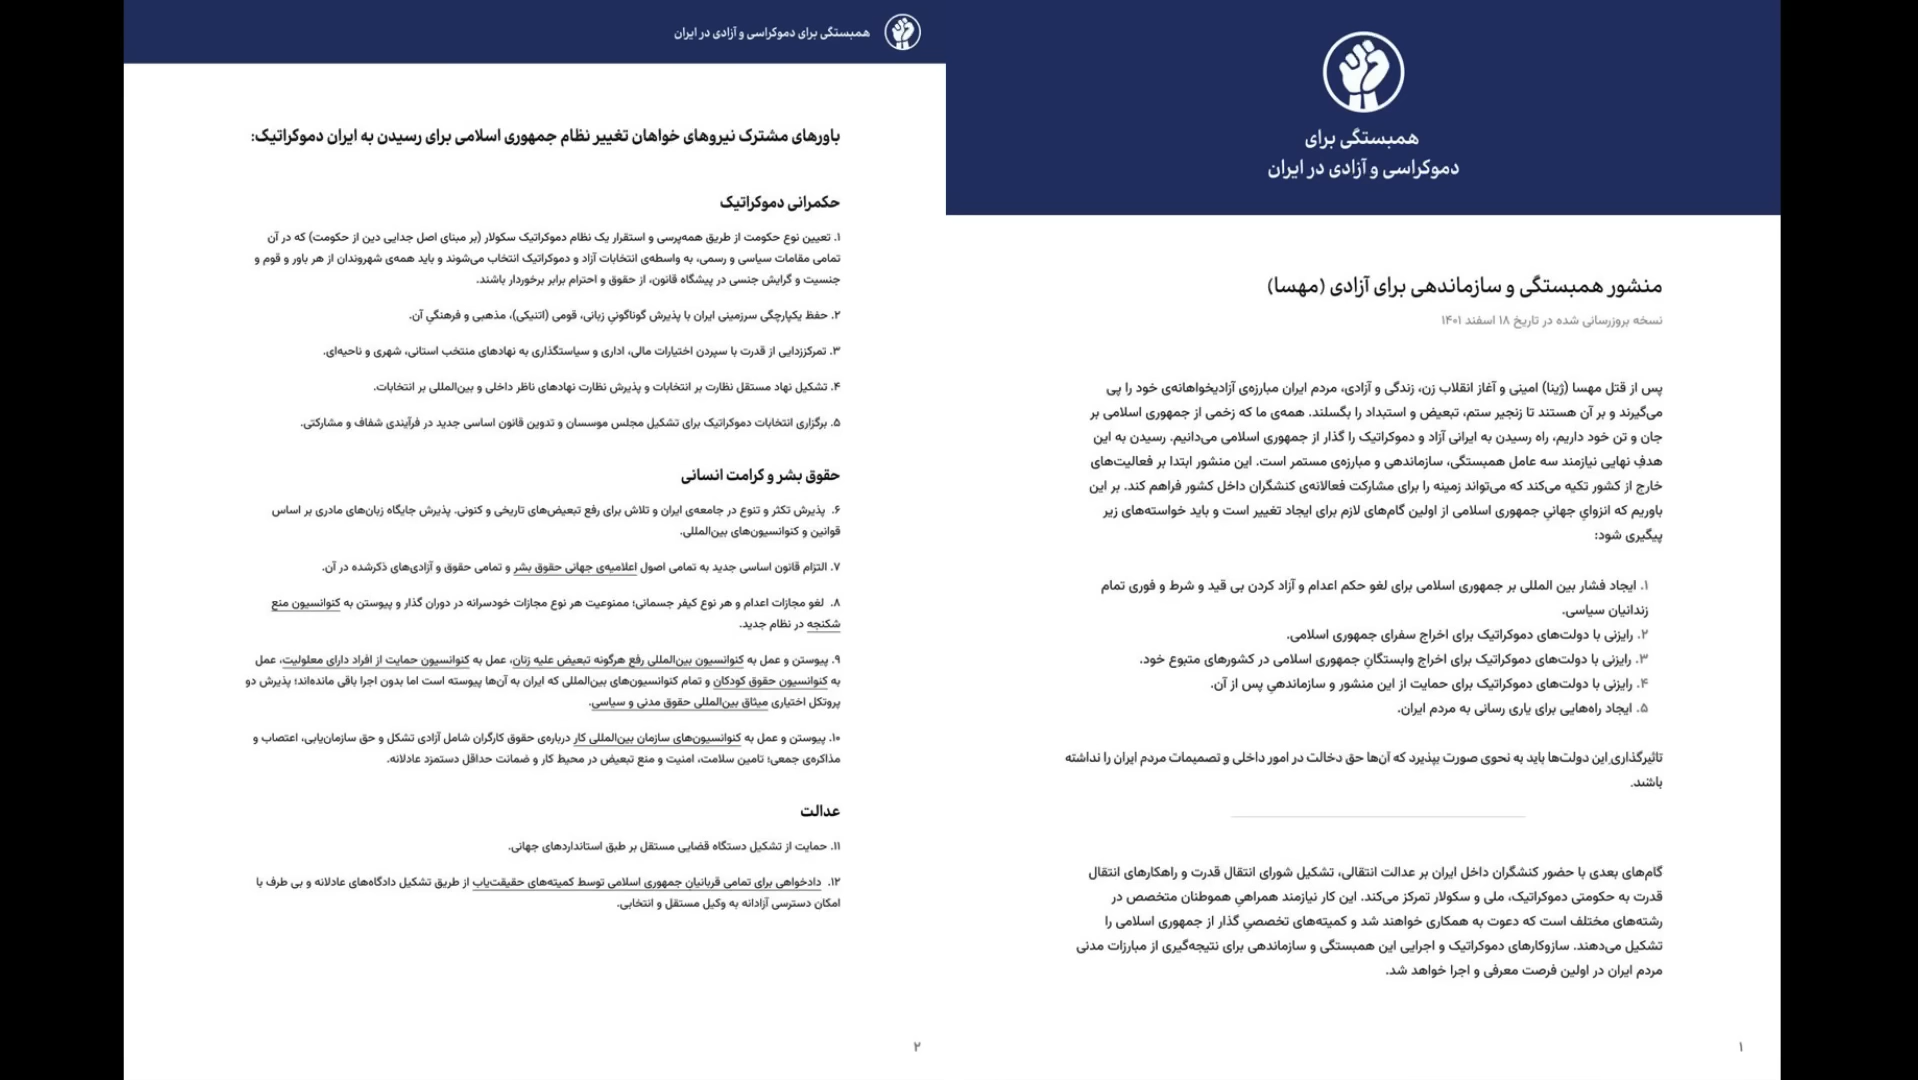 همبستگی برای
دموکراسی و آزادی در ایران
منشور همبستگی و سازماندهی برای آزادی (مهسا)
نسخه بروزرسانی شده در تاریخ ۱۸ اسفند ۱۴۰۱
پس از قتل مهسا (ژینا) امینی و آغاز انقلاب زن، زندگی و آزادی، مردم ایران مبارزه‌ی آزادیخواهانه‌ی خود را پی
می‌گیرند و بر آن هستند تا زنجیر ستم، تبعیض و استبداد را بگسلند. همه‌ی ما که زخمی از جمهوری اسلامی بر
جان و تن خود داریم، راه رسیدن به ایرانی آزاد و دموکراتیک را گذار از جمهوری اسلامی می‌دانیم. رسیدن به این
هدفِ نهایی نیازمند سه عامل همبستگی، سازماندهی و مبارزه‌ی مستمر است. این منشور ابتدا بر فعالیت‌های
خارج از کشور تکیه می‌کند که می‌تواند زمینه را برای مشارکت فعالانه‌ی کنشگران داخل کشور فراهم کند. بر این
باوریم که انزوایِ جهانیِ جمهوری اسلامی از اولین گام‌های لازم برای ایجاد تغییر است و باید خواسته‌های زیر
پیگیری شود:
۱. ایجاد فشار بین المللی بر جمهوری اسلامی برای لغو حکم اعدام و آزاد کردن بی قید و شرط و فوری تمام
زندانیان سیاسی.
۲. رایزنی با دولت‌های دموکراتیک برای اخراج سفرای جمهوری اسلامی.
۳. رایزنی با دولت‌های دموکراتیک برای اخراج وابستگانِ جمهوری اسلامی در کشورهای متبوع خود.
۴. رایزنی با دولت‌های دموکراتیک برای حمایت از این منشور و سازماندهیِ پس از آن.
۵. ایجاد راه‌هایی برای یاری رسانی به مردم ایران.
تاثیرگذاریِ این دولت‌ها باید به نحوی صورت بپذیرد که آن‌ها حق دخالت در امور داخلی و تصمیمات مردم ایران را نداشته
باشند.
گام‌های بعدی با حضور کنشگران داخل ایران بر عدالت انتقالی، تشکیل شورای انتقال قدرت و راهکارهای انتقال
قدرت به حکومتی دموکراتیک، ملی و سکولار تمرکز می‌کند. این کار نیازمند همراهیِ هموطنان متخصص در
رشته‌های مختلف است که دعوت به همکاری خواهند شد و کمیته‌های تخصصیِ گذار از جمهوری اسلامی را
تشکیل می‌دهند. سازوکارهای دموکراتیک و اجرایی این همبستگی و سازماندهی برای نتیجه‌گیری از مبارزات مدنی
مردم ایران در اولین فرصت معرفی و اجرا خواهد شد.
۱
همبستگی برای دموکراسی و آزادی در ایران
باورهای مشترک نیروهای خواهان تغییر نظام جمهوری اسلامی برای رسیدن به ایران دموکراتیک:
حکمرانی دموکراتیک
۱. تعیین نوع حکومت از طریق همه‌پرسی و استقرار یک نظام دموکراتیک سکولار (بر مبنای اصل جدایی دین از حکومت) که در آن
تمامی مقامات سیاسی و رسمی، به واسطه‌ی انتخابات آزاد و دموکراتیک انتخاب می‌شوند و باید همه‌ی شهروندان از هر باور و قوم و
جنسیت و گرایش جنسی در پیشگاه قانون، از حقوق و احترام برابر برخوردار باشند.
۲. حفظ یکپارچگی سرزمینی ایران با پذیرش گوناگونیِ زبانی، قومی (اتنیکی)، مذهبی و فرهنگیِ آن.
۳. تمرکززدایی از قدرت با سپردن اختیارات مالی، اداری و سیاستگذاری به نهادهای منتخب استانی، شهری و ناحیه‌ای.
۴. تشکیل نهاد مستقل نظارت بر انتخابات و پذیرش نظارت نهادهای ناظر داخلی و بین‌المللی بر انتخابات.
۵. برگزاری انتخابات دموکراتیک برای تشکیل مجلس موسسان و تدوین قانون اساسی جدید در فرآیندی شفاف و مشارکتی.
حقوق بشر و کرامت انسانی
۶. پذیرش تکثر و تنوع در جامعه‌ی ایران و تلاش برای رفع تبعیض‌های تاریخی و کنونی. پذیرش جایگاه زبان‌های مادری بر اساس
قوانین و کنوانسیون‌های بین‌المللی.
۷. التزام قانون اساسی جدید به تمامی اصول اعلامیه‌ی جهانی حقوق بشر و تمامی حقوق و آزادی‌های ذکرشده در آن.
۸. لغو مجازات اعدام و هر نوع کیفر جسمانی؛ ممنوعیت هر نوع مجازات خودسرانه در دوران گذار و پیوستن به کنوانسیون منع
شکنجه در نظام جدید.
۹. پیوستن و عمل به کنوانسیون بین‌المللی رفع هرگونه تبعیض علیه زنان، عمل به کنوانسیون حمایت از افراد دارای معلولیت، عمل
به کنوانسیون حقوق کودکان و تمام کنوانسیون‌های بین‌المللی که ایران به آن‌ها پیوسته است اما بدون اجرا باقی مانده‌اند؛ پذیرش دو
پروتکل اختیاری میثاق بین‌المللی حقوق مدنی و سیاسی.
۱۰. پیوستن و عمل به کنوانسیون‌های سازمان بین‌المللی کار درباره‌ی حقوق کارگران شامل آزادی تشکل و حق سازمان‌یابی، اعتصاب و
مذاکره‌ی جمعی؛ تامین سلامت، امنیت و منع تبعیض در محیط کار و ضمانت حداقل دستمزد عادلانه.
عدالت
۱۱. حمایت از تشکیل دستگاه قضایی مستقل بر طبق استانداردهای جهانی.
۱۲. دادخواهی برای تمامی قربانیان جمهوری اسلامی توسط کمیته‌های حقیقت‌یاب از طریق تشکیل دادگاه‌های عادلانه و بی طرف با
امکان دسترسی آزادانه به وکیل مستقل و انتخابی.
۲